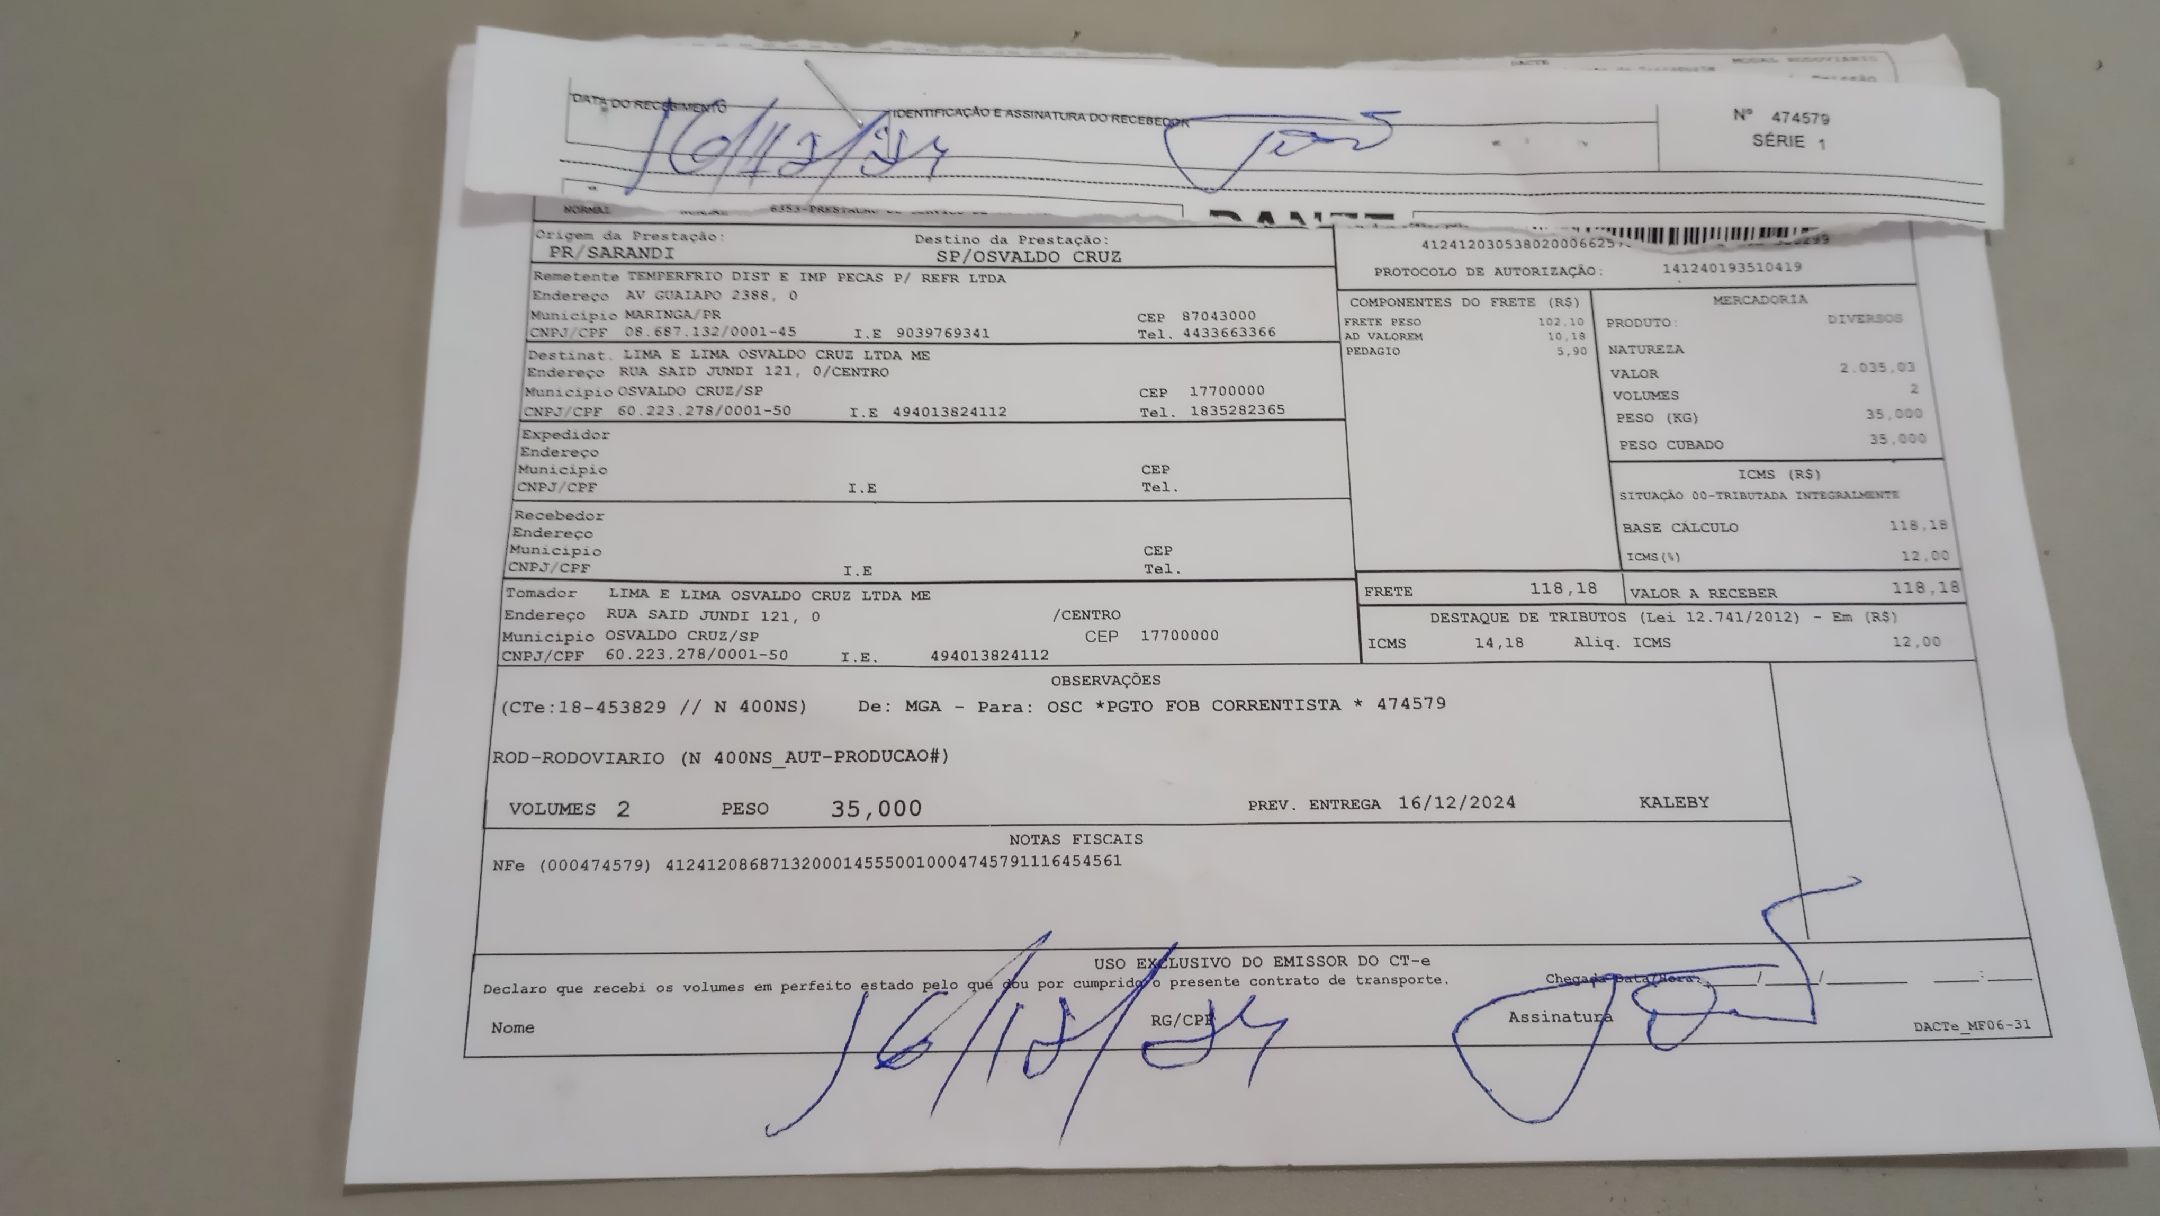 DATA DO RECEBIMENTO IDENTIFICAÇÃO E ASSINATURA DO RECEBEDOR Nº 474579
16/12/24 SÉRIE 1
NORMAL
Origem da Prestação: Destino da Prestação:
PR/SARANDI SP/OSVALDO CRUZ
PROTOCOLO DE AUTORIZAÇÃO: 141240193510419
Remetente TEMPERFRIO DIST E IMP PECAS P/ REFR LTDA
Endereço AV GUAIAPO 2388, 0
Municipio MARINGA/PR CEP 87043000
CNPJ/CPF 08.687.132/0001-45 I.E 9039769341 Tel. 4433663366
Destinat. LIMA E LIMA OSVALDO CRUZ LTDA ME
Endereço RUA SAID JUNDI 121, 0/CENTRO
Municipio OSVALDO CRUZ/SP CEP 17700000
CNPJ/CPF 60.223.278/0001-50 I.E 494013824112 Tel. 1835282365
Expedidor
Endereço
Municipio CEP
CNPJ/CPF I.E Tel.
Recebedor
Endereço
Municipio CEP
CNPJ/CPF I.E Tel.
Tomador LIMA E LIMA OSVALDO CRUZ LTDA ME
Endereço RUA SAID JUNDI 121, 0 /CENTRO
Municipio OSVALDO CRUZ/SP CEP 17700000
CNPJ/CPF 60.223.278/0001-50 I.E. 494013824112
COMPONENTES DO FRETE (R$)
FRETE PESO 102,10
AD VALOREM 10,18
PEDAGIO 5,90
MERCADORIA
PRODUTO: DIVERSOS
NATUREZA
VALOR 2.035,03
VOLUMES 2
PESO (KG) 35,000
PESO CUBADO 35,000
ICMS (R$)
SITUAÇÃO 00-TRIBUTADA INTEGRALMENTE
BASE CÁLCULO 118,18
ICMS(%) 12,00
FRETE 118,18 VALOR A RECEBER 118,18
DESTAQUE DE TRIBUTOS (Lei 12.741/2012) - Em (R$)
ICMS 14,18 Aliq. ICMS 12,00
OBSERVAÇÕES
(CTe:18-453829 // N 400NS) De: MGA - Para: OSC *PGTO FOB CORRENTISTA * 474579
ROD-RODOVIARIO (N 400NS_AUT-PRODUCAO#)
VOLUMES 2 PESO 35,000 PREV. ENTREGA 16/12/2024 KALEBY
NOTAS FISCAIS
NFe (000474579) 41241208687132000145550010004745791116454561
USO EXCLUSIVO DO EMISSOR DO CT-e
Declaro que recebi os volumes em perfeito estado pelo que dou por cumprido o presente contrato de transporte. Chegada Data/Hora: / / :
Nome RG/CPF Assinatura DACTe_MF06-31
16/12/24